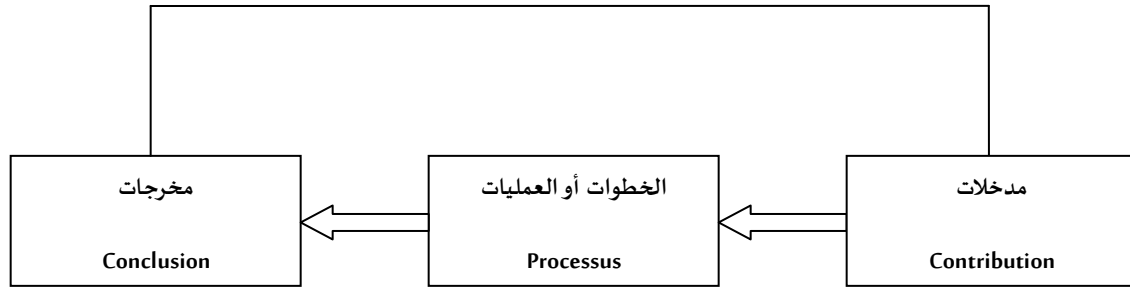 مدخلات
Contribution
الخطوات أو العمليات
Processus
مخرجات
Conclusion